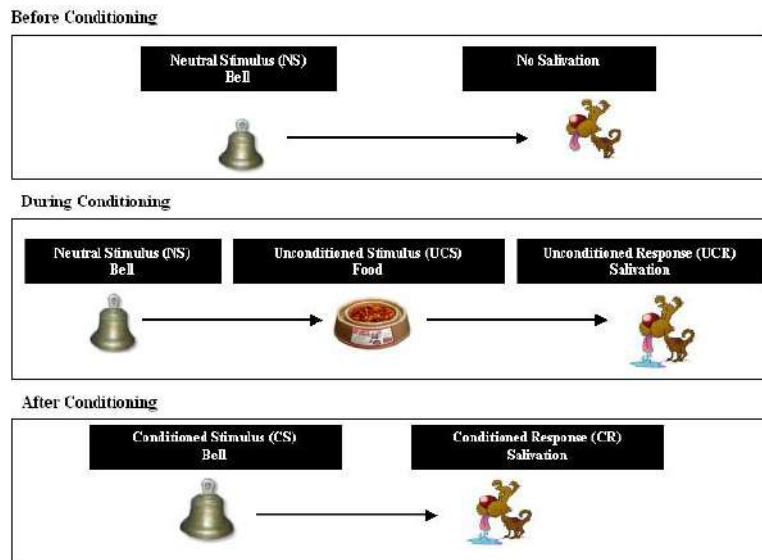 Before Conditioning
Neutral Stimulus (NS)
Bell
No Salivation
During Conditioning
Neutral Stimulus (NS)
Bell
Unconditioned Stimulus (UCS)
Food
Unconditioned Response (UCR)
Salivation
After Conditioning
Conditioned Stimulus (CS)
Bell
Conditioned Response (CR)
Salivation